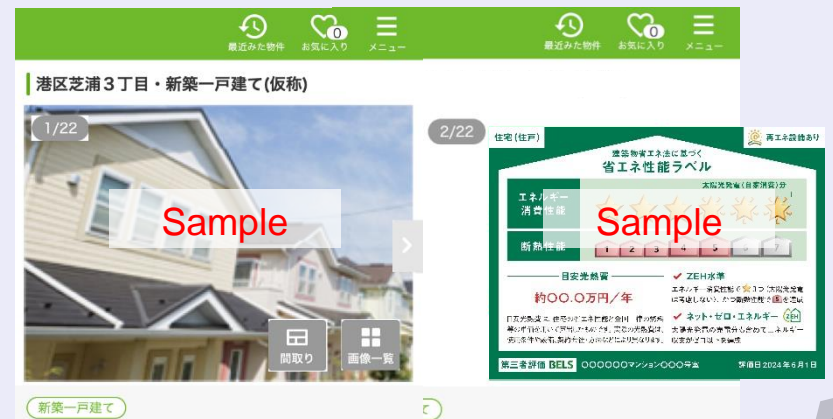 最近みた物件
お気に入り
0
メニュー
港区芝浦3丁目・新築一戸建て(仮称)
1/22
Sample
間取り
画像一覧
新築一戸建て
最近みた物件
お気に入り
0
メニュー
2/22
住宅(住戸)
再エネ設備あり
建築物省エネ法に基づく
省エネ性能ラベル
太陽光発電(自家消費)分
エネルギー
消費性能
Sample
断熱性能
1 2 3 4 5 6 7
目安光熱費
約〇〇.〇万円/年
ZEH水準
ネット・ゼロ・エネルギー
第三者評価 BELS
〇〇〇〇〇〇マンション〇〇〇号室
評価日 2024年6月1日
て